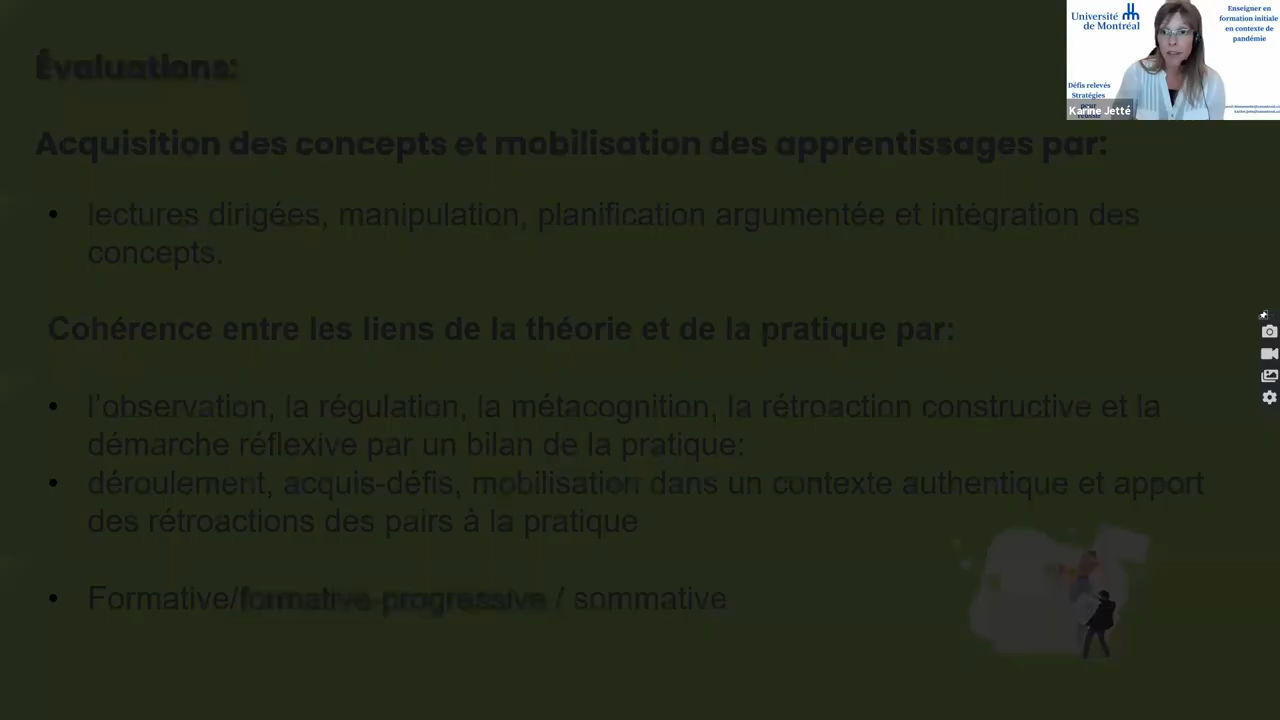 Évaluations:
Acquisition des concepts et mobilisation des apprentissages par:
• lectures dirigées, manipulation, planification argumentée et intégration des
concepts.
Cohérence entre les liens de la théorie et de la pratique par:
• l'observation, la régulation, la métacognition, la rétroaction constructive et la
démarche réflexive par un bilan de la pratique:
• déroulement, acquis-défis, mobilisation dans un contexte authentique et apport
des rétroactions des pairs à la pratique
• Formative/formative progressive / sommative
Université
de Montréal
Enseigner en
formation initiale
en contexte de
pandémie
Défis relevés
Stratégies
pour
réussir
Karine Jetté